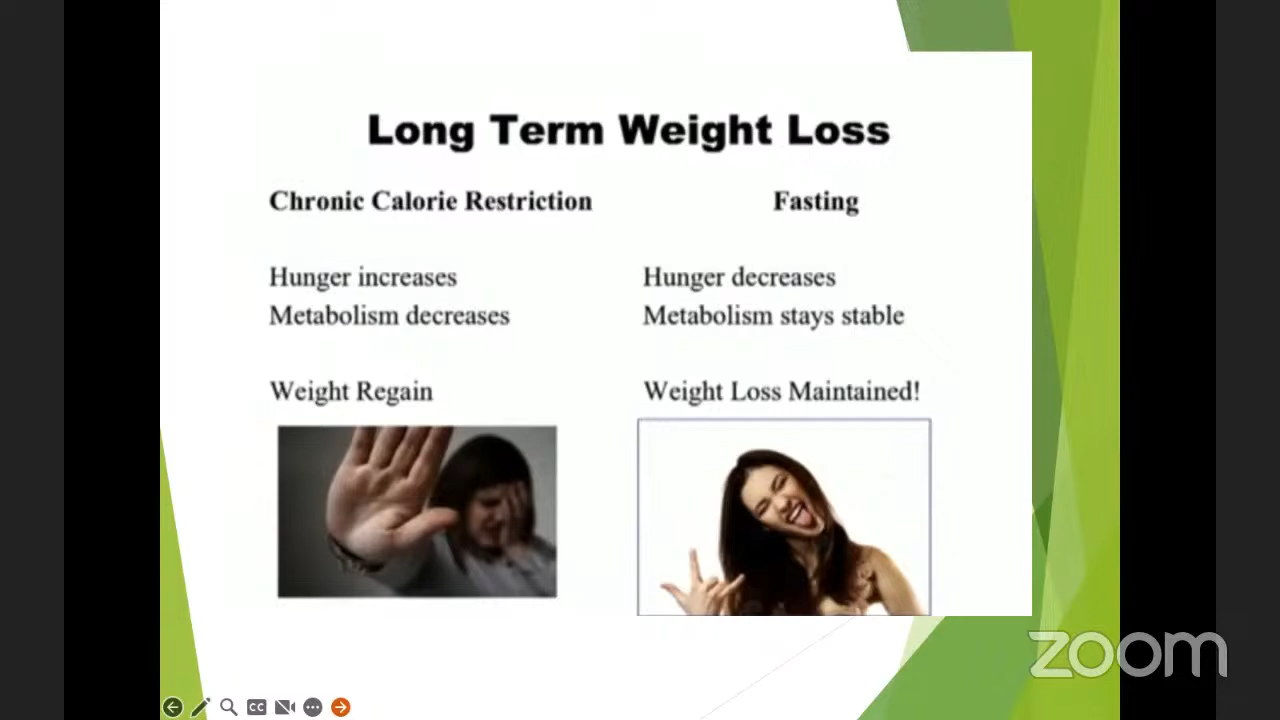 Long Term Weight Loss
Chronic Calorie Restriction
Fasting
Hunger increases
Hunger decreases
Metabolism decreases
Metabolism stays stable
Weight Regain
Weight Loss Maintained!
zoom
CC